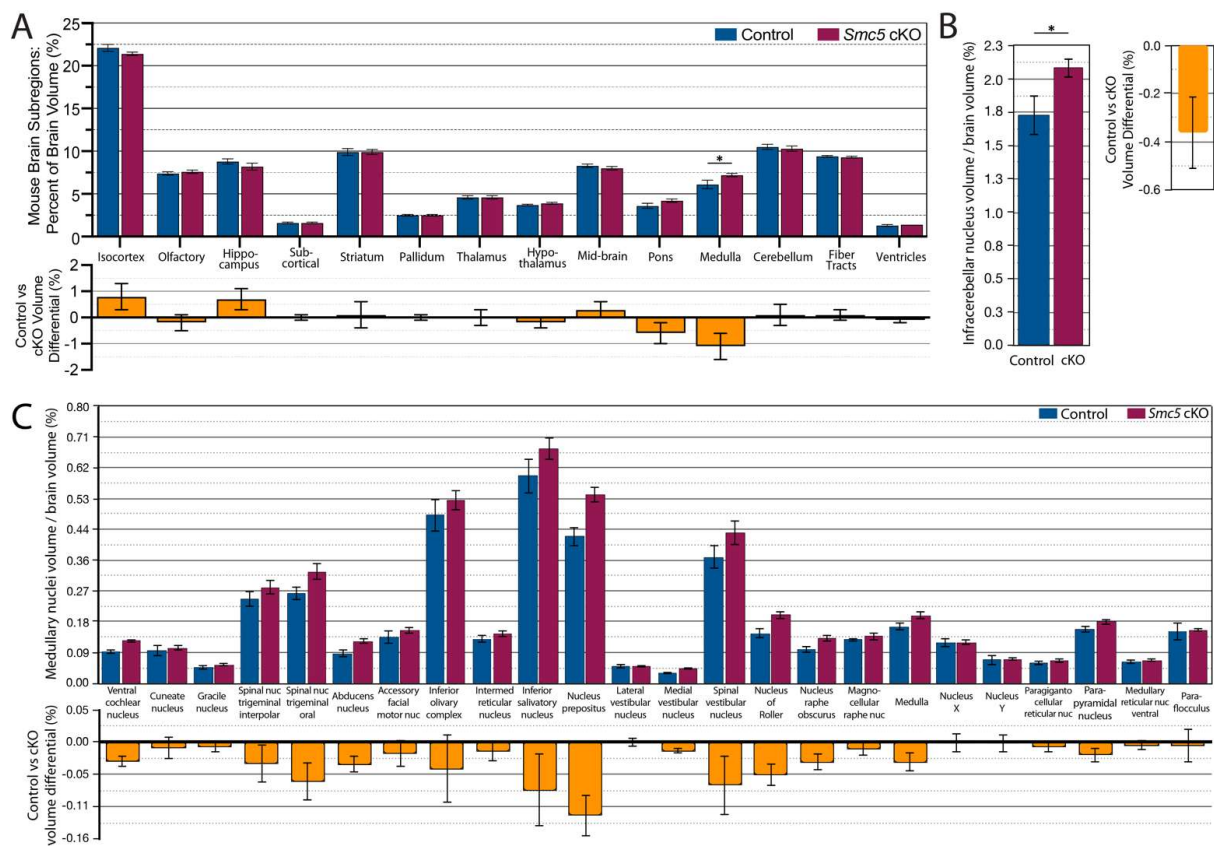 A
Mouse Brain Subregions:
Percent of Brain Volume (%)
25
20
15
10
5
0
Control
Smc5 cKO
*
Isocortex
Olfactory
Hippo-
campus
Sub-
cortical
Striatum
Pallidum
Thalamus
Hypo-
thalamus
Mid-brain
Pons
Medulla
Cerebellum
Fiber
Tracts
Ventricles
Control vs
cKO Volume
Differential (%)
2
1
0
-1
-2
B
Infracerebellar nucleus volume / brain volume (%)
2.3
2.0
1.8
1.5
1.3
1.0
0.8
0.5
0.3
0.0
*
Control
cKO
Control vs cKO
Volume Differential (%)
0.0
-0.2
-0.4
-0.6
C
Medullary nuclei volume / brain volume (%)
0.80
0.71
0.62
0.53
0.44
0.36
0.27
0.18
0.09
0.00
Control
Smc5 cKO
Ventral
cochlear
nucleus
Cuneate
nucleus
Gracile
nucleus
Spinal nuc
trigeminal
interpolar
Spinal nuc
trigeminal
oral
Abducens
nucleus
Accessory
facial
motor nuc
Inferior
olivary
complex
Intermed
reticular
nucleus
Inferior
salivatory
nucleus
Nucleus
prepositus
Lateral
vestibular
nucleus
Medial
vestibular
nucleus
Spinal
vestibular
nucleus
Nucleus
of
Roller
Nucleus
raphe
obscurus
Magno-
cellular
raphe nuc
Medulla
Nucleus
X
Nucleus
Y
Paragiganto
cellular
reticular nuc
Para-
pyramidal
nucleus
Medullary
reticular nuc
ventral
Para-
flocculus
Control vs cKO
volume differential (%)
0.05
0.00
-0.05
-0.11
-0.16